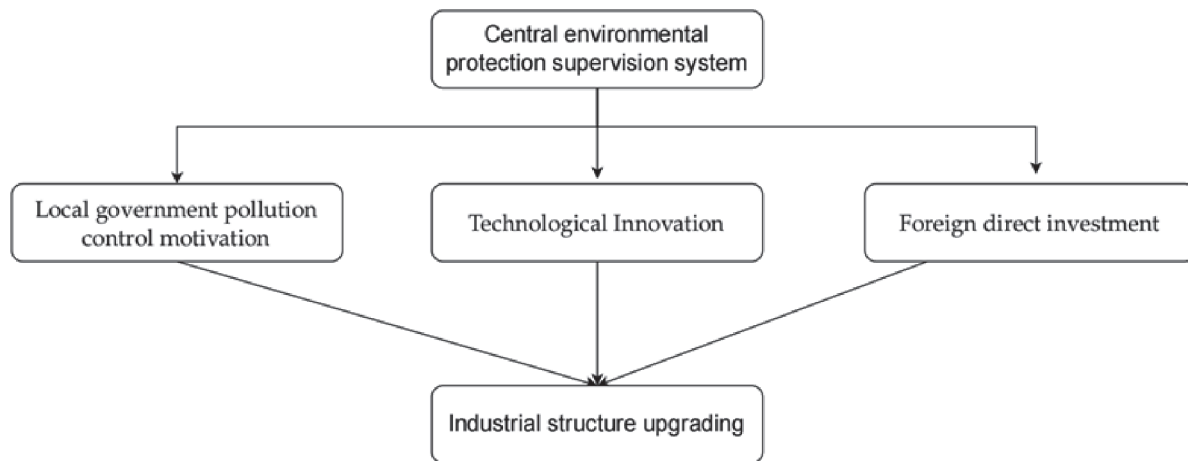 Central environmental
protection supervision system
Local government pollution
control motivation
Technological Innovation
Foreign direct investment
Industrial structure upgrading